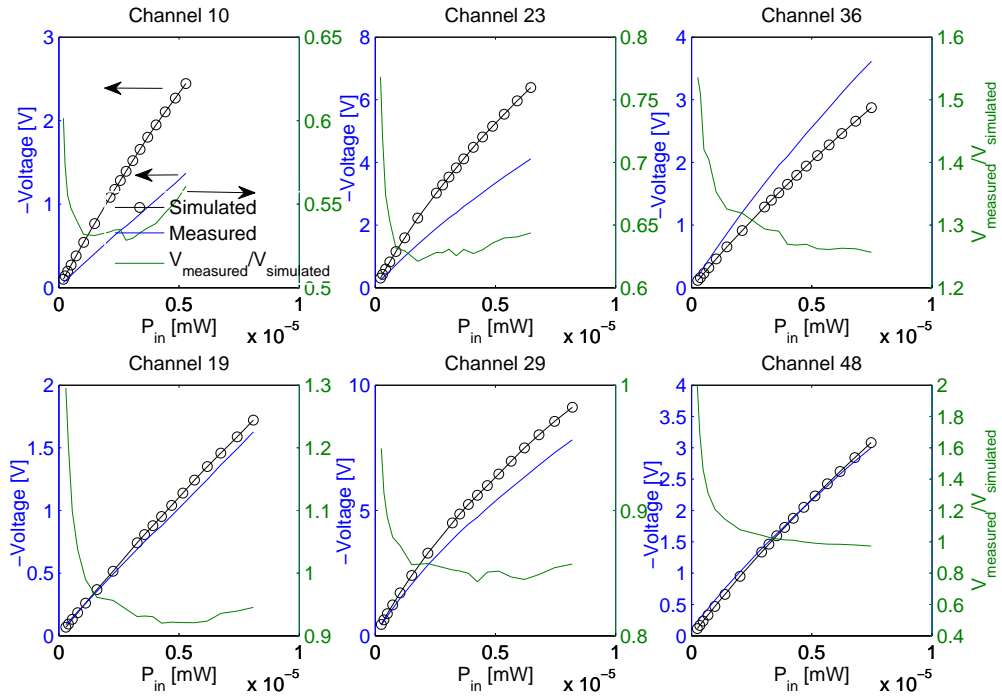 Channel 10
Channel 23
Channel 36
3
2
1
0
−Voltage [V]
0.65
0.6
0.55
0.5
Simulated
Measured
V_measured/V_simulated
0
0.5
1
P_in [mW]
x 10^−5
8
6
4
2
0
−Voltage [V]
0.8
0.75
0.7
0.65
0.6
0
0.5
1
P_in [mW]
x 10^−5
4
3
2
1
0
−Voltage [V]
1.6
1.5
1.4
1.3
1.2
V_measured/V_simulated
0
0.5
1
P_in [mW]
x 10^−5
Channel 19
Channel 29
Channel 48
2
1.5
1
0.5
0
−Voltage [V]
1.3
1.2
1.1
1
0.9
0
0.5
1
P_in [mW]
x 10^−5
10
5
0
−Voltage [V]
1
0.9
0.8
0
0.5
1
P_in [mW]
x 10^−5
4
3.5
3
2.5
2
1.5
1
0.5
0
−Voltage [V]
2
1.8
1.6
1.4
1.2
1
0.8
0.6
0.4
V_measured/V_simulated
0
0.5
1
P_in [mW]
x 10^−5